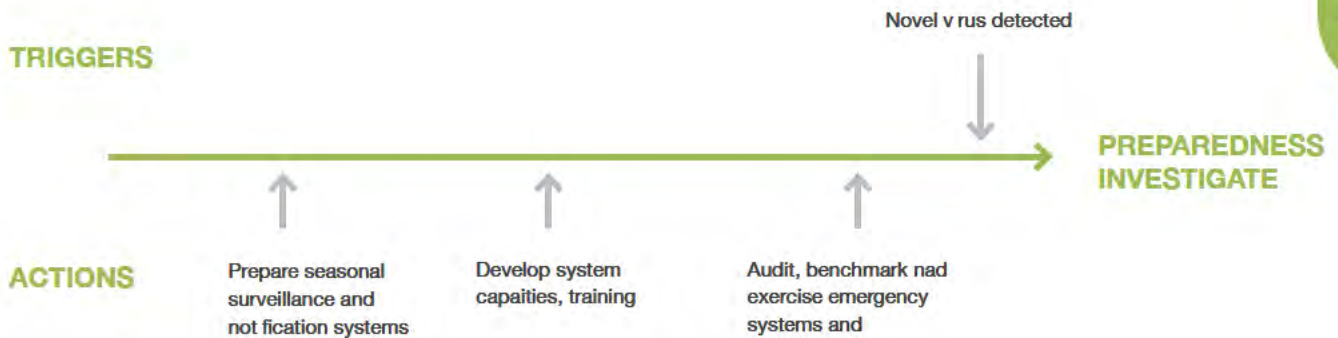 Novel v rus detected
TRIGGERS
PREPAREDNESS
INVESTIGATE
ACTIONS
Prepare seasonal
surveillance and
not fication systems
Develop system
capaities, training
Audit, benchmark nad
exercise emergency
systems and